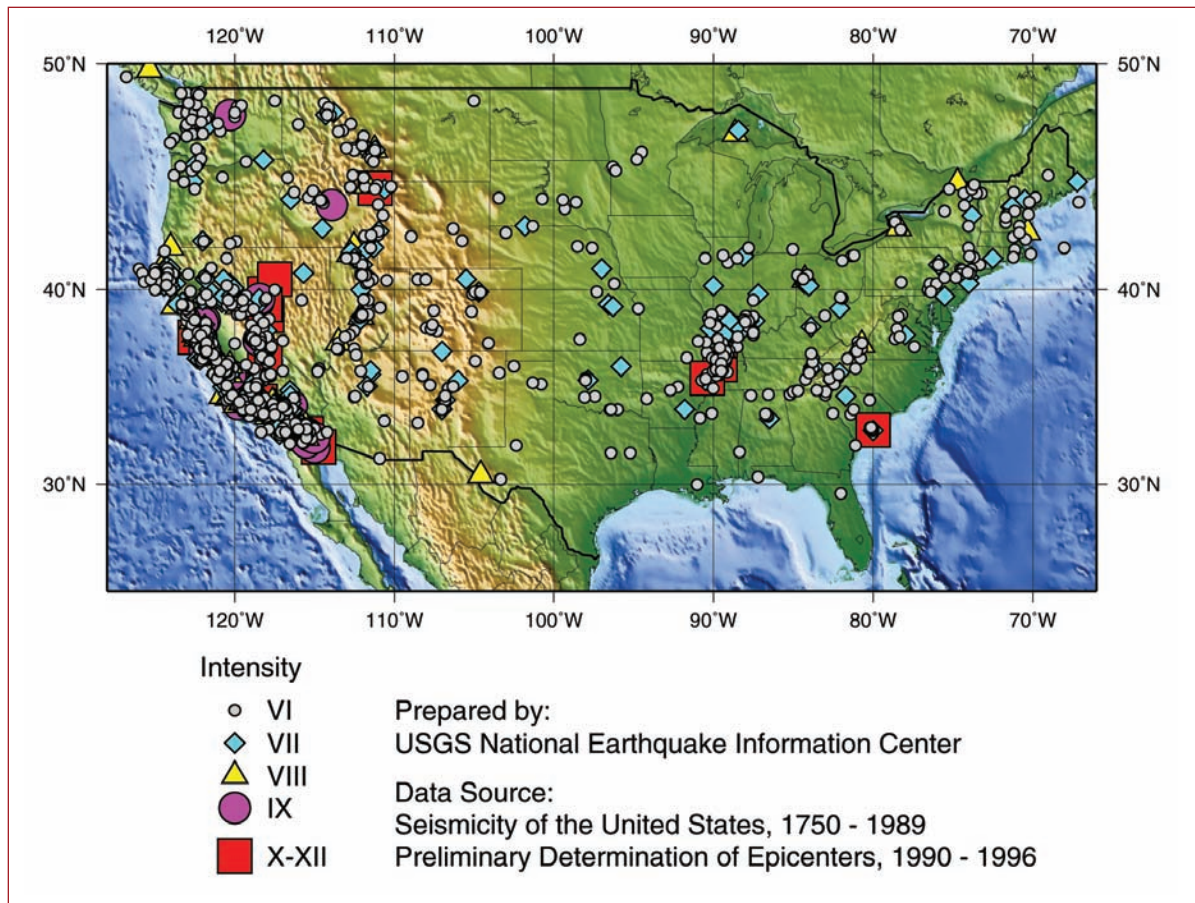 120˚W 110˚W 100˚W 90˚W 80˚W 70˚W
50˚N 50˚N
40˚N 40˚N
30˚N 30˚N
120˚W 110˚W 100˚W 90˚W 80˚W 70˚W
Intensity
VI
VII
VIII
IX
X-XII
Prepared by:
USGS National Earthquake Information Center
Data Source:
Seismicity of the United States, 1750 - 1989
Preliminary Determination of Epicenters, 1990 - 1996